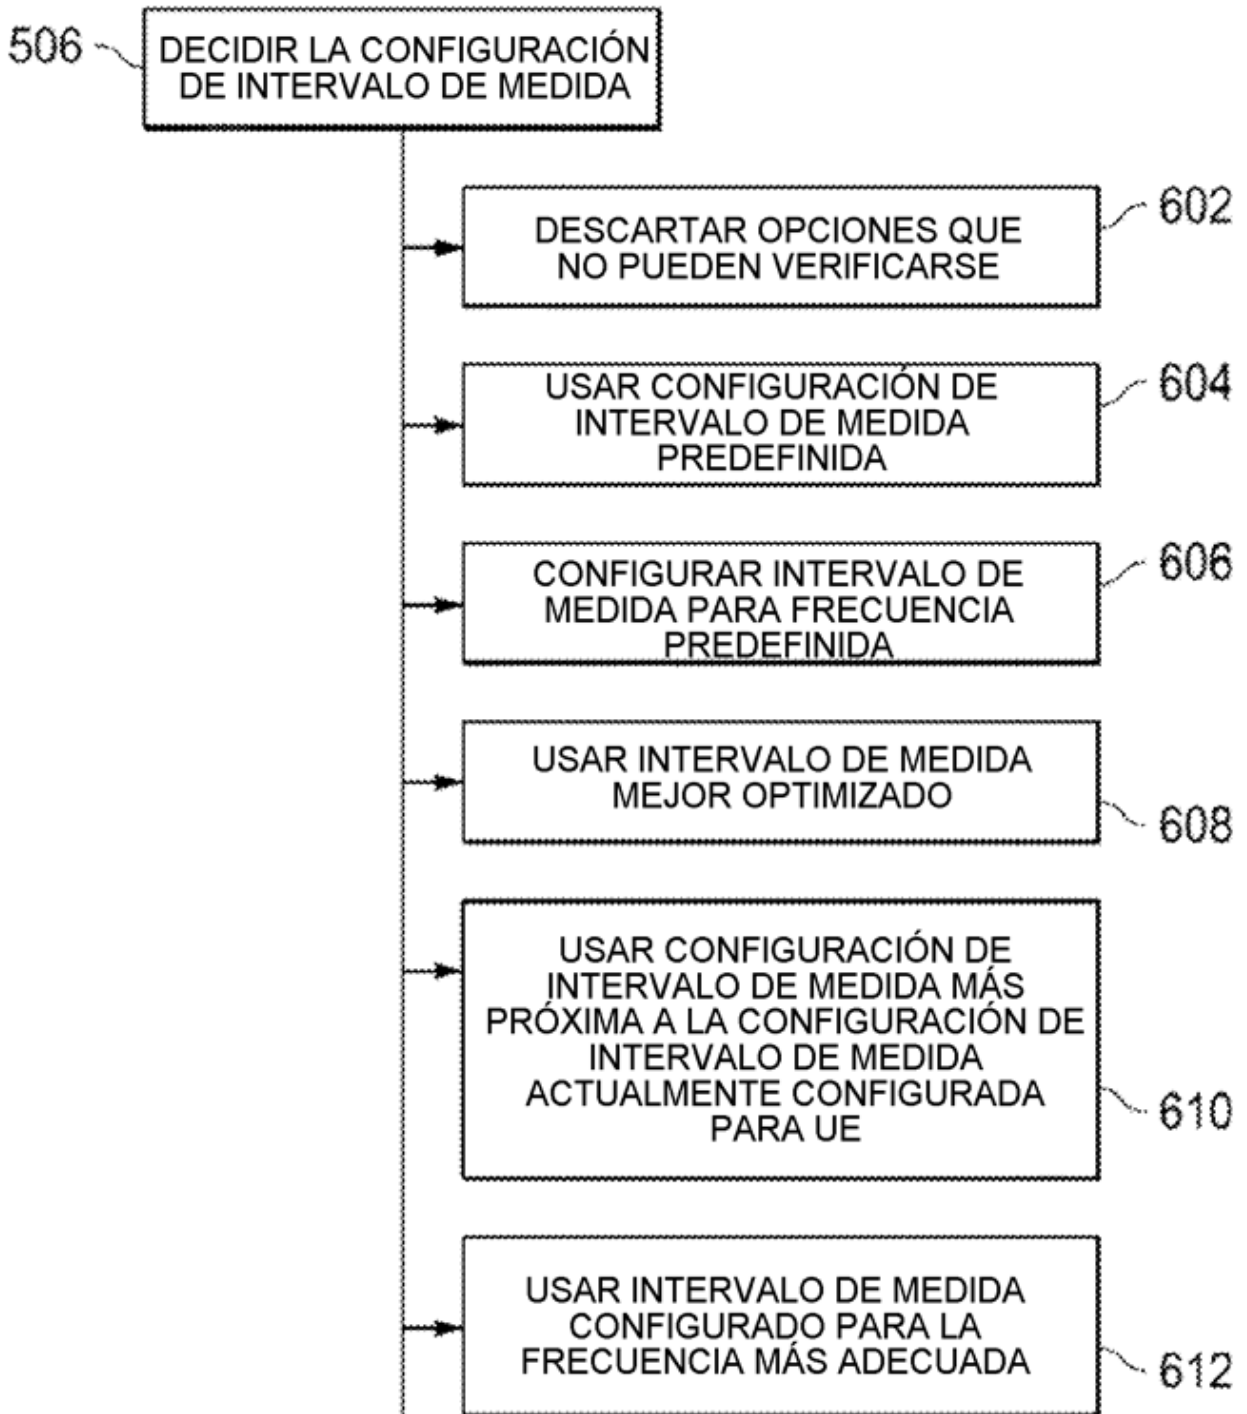 506
DECIDIR LA CONFIGURACIÓN
DE INTERVALO DE MEDIDA
602
DESCARTAR OPCIONES QUE
NO PUEDEN VERIFICARSE
604
USAR CONFIGURACIÓN DE
INTERVALO DE MEDIDA
PREDEFINIDA
606
CONFIGURAR INTERVALO DE
MEDIDA PARA FRECUENCIA
PREDEFINIDA
USAR INTERVALO DE MEDIDA
MEJOR OPTIMIZADO
608
USAR CONFIGURACIÓN DE
INTERVALO DE MEDIDA MÁS
PRÓXIMA A LA CONFIGURACIÓN DE
INTERVALO DE MEDIDA
ACTUALMENTE CONFIGURADA
PARA UE
610
USAR INTERVALO DE MEDIDA
CONFIGURADO PARA LA
FRECUENCIA MÁS ADECUADA
612